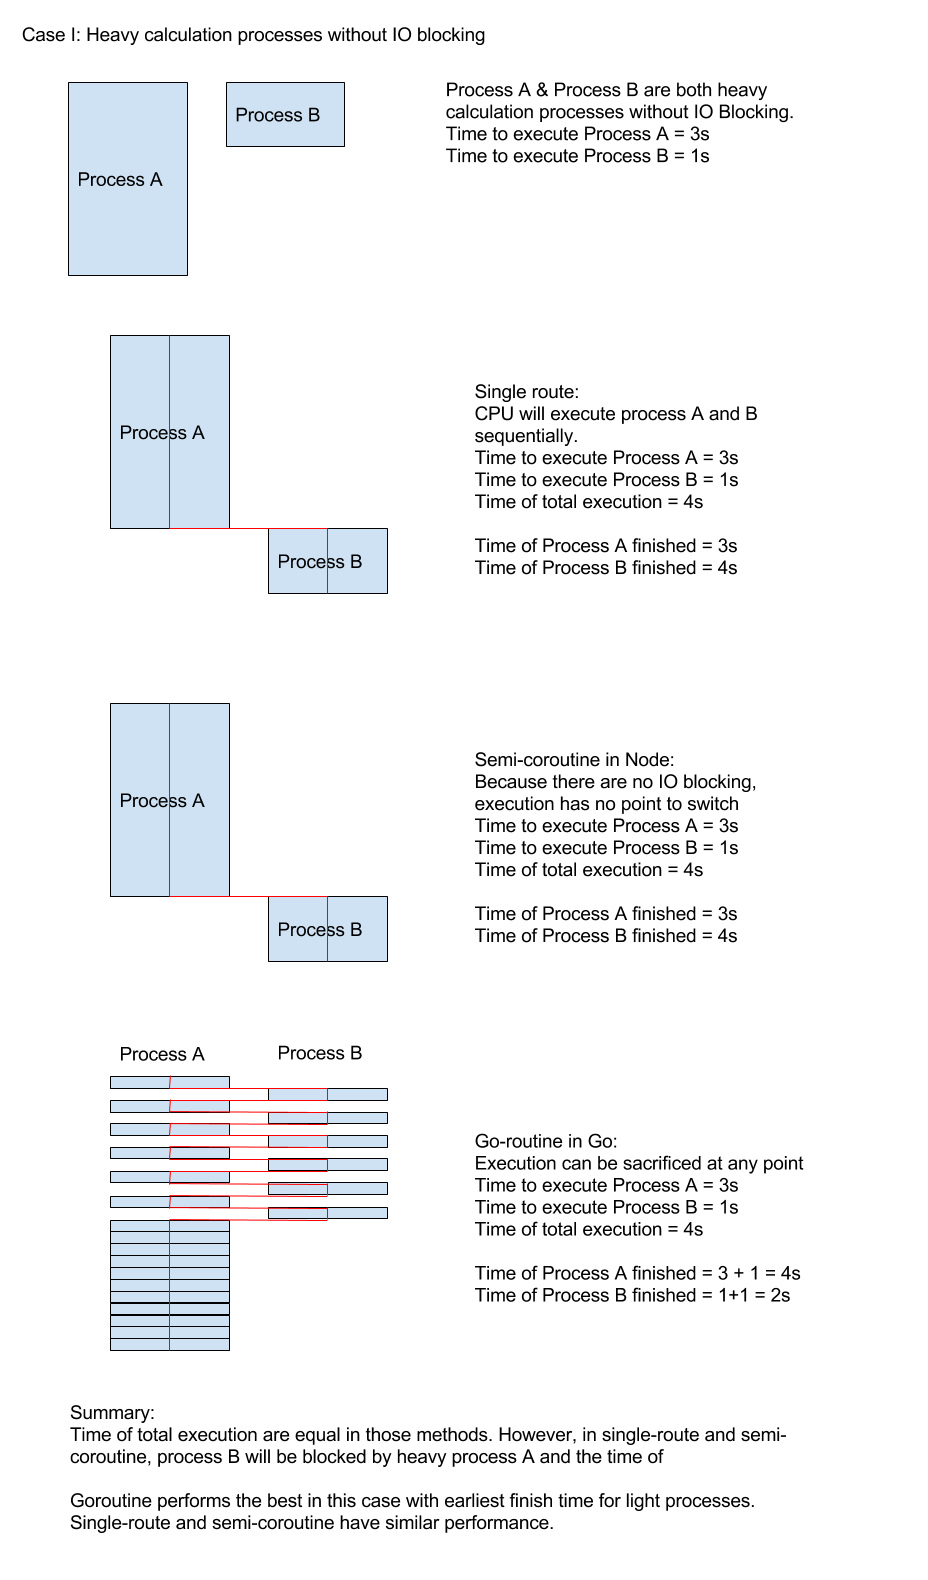 Case I: Heavy calculation processes without IO blocking
Process A
Process B
Process A & Process B are both heavy
calculation processes without IO Blocking.
Time to execute Process A = 3s
Time to execute Process B = 1s
Process A
Process B
Single route:
CPU will execute process A and B
sequentially.
Time to execute Process A = 3s
Time to execute Process B = 1s
Time of total execution = 4s
Time of Process A finished = 3s
Time of Process B finished = 4s
Process A
Process B
Semi-coroutine in Node:
Because there are no IO blocking,
execution has no point to switch
Time to execute Process A = 3s
Time to execute Process B = 1s
Time of total execution = 4s
Time of Process A finished = 3s
Time of Process B finished = 4s
Process A
Process B
Go-routine in Go:
Execution can be sacrificed at any point
Time to execute Process A = 3s
Time to execute Process B = 1s
Time of total execution = 4s
Time of Process A finished = 3 + 1 = 4s
Time of Process B finished = 1+1 = 2s
Summary:
Time of total execution are equal in those methods. However, in single-route and semi-
coroutine, process B will be blocked by heavy process A and the time of
Goroutine performs the best in this case with earliest finish time for light processes.
Single-route and semi-coroutine have similar performance.